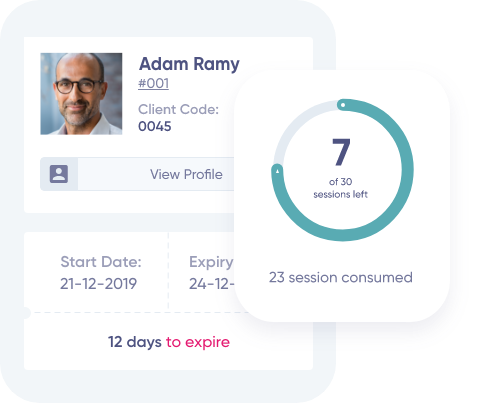 Adam Ramy
#001
Client Code:
0045
View Profile
7
of 30
sessions left
23 session consumed
Start Date:
21-12-2019
Expiry
24-12-
12 days to expire